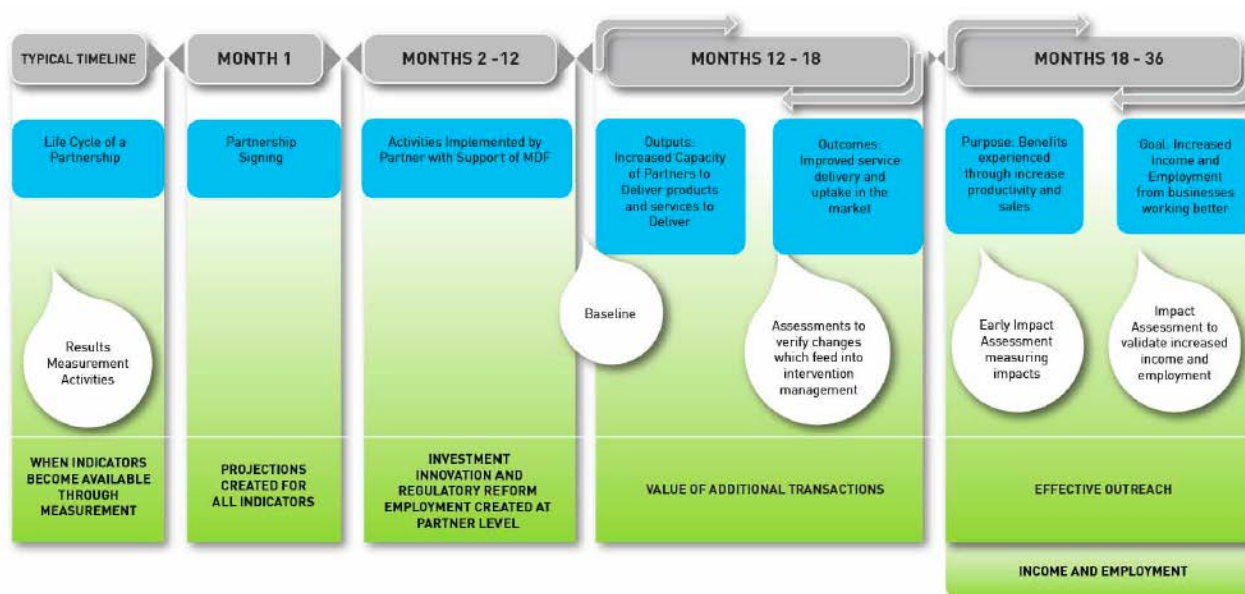 TYPICAL TIMELINE
MONTH 1
MONTHS 2 -12
MONTHS 12 - 18
MONTHS 18 - 36
Life Cycle of a
Partnership
Partnership
Signing
Activities Implemented by
Partner with Support of MDF
Outputs:
Increased Capacity
of Partners to
Deliver products
and services to
Deliver
Outcomes:
Improved service
delivery and
uptake in the
market
Purpose: Benefits
experienced
through increase
productivity and
sales
Goal: Increased
Income and
Employment
from businesses
working better
Results
Measurement
Activities
Baseline
Assessments to
verify changes
which feed into
intervention
management
Early Impact
Assessment
measuring
impacts
Impact
Assessment to
validate increased
income and
employment
WHEN INDICATORS
BECOME AVAILABLE
THROUGH
MEASUREMENT
PROJECTIONS
CREATED FOR
ALL INDICATORS
INVESTMENT
INNOVATION AND
REGULATORY REFORM
EMPLOYMENT CREATED AT
PARTNER LEVEL
VALUE OF ADDITIONAL TRANSACTIONS
EFFECTIVE OUTREACH
INCOME AND EMPLOYMENT